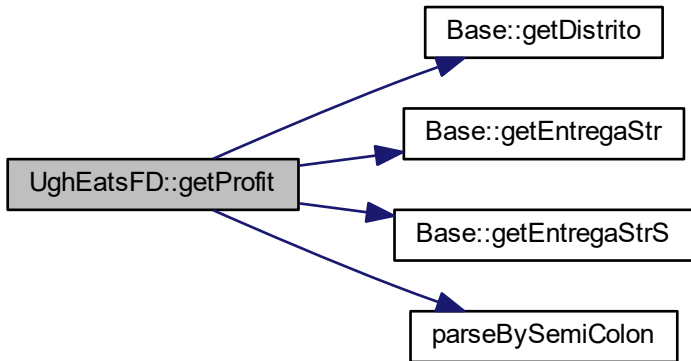 Base::getDistrito
Base::getEntregaStr
UghEatsFD::getProfit
Base::getEntregaStrS
parseBySemiColon